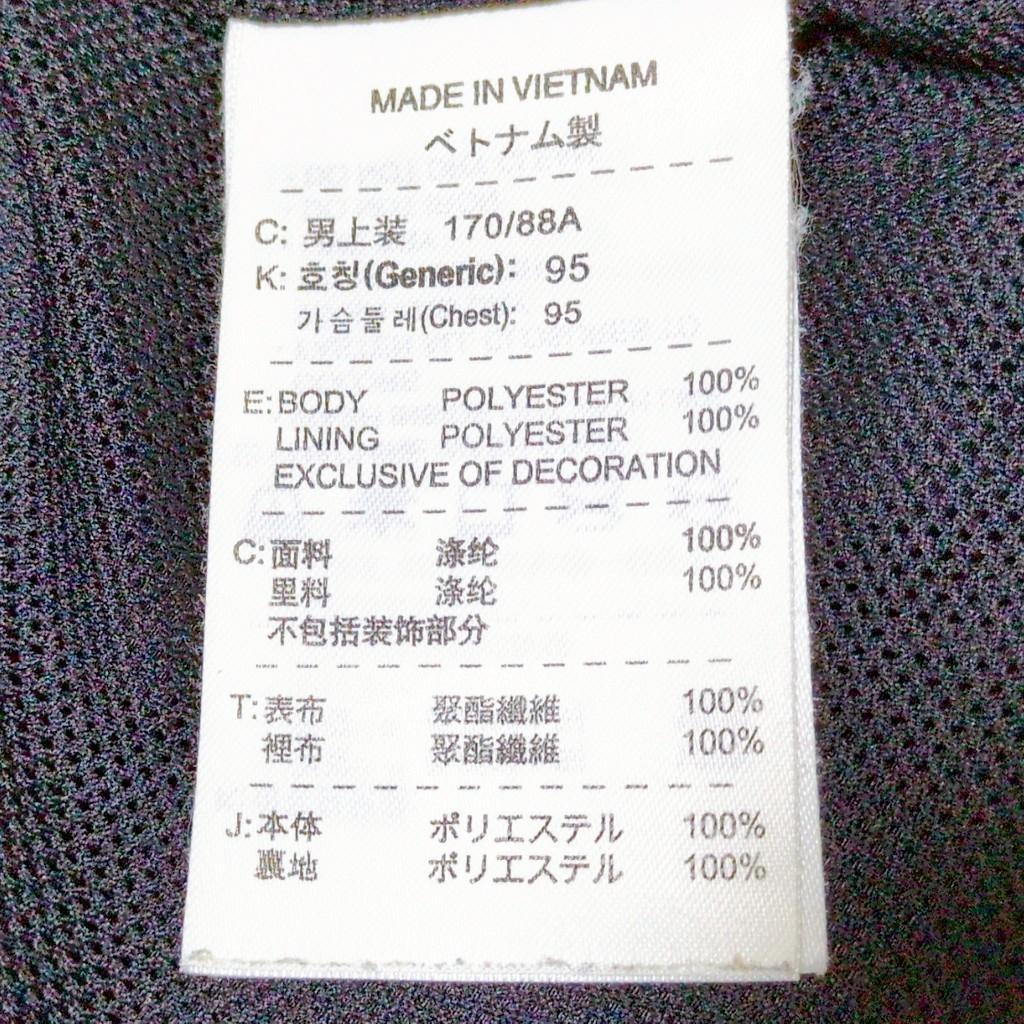 MADE IN VIETNAM
ベトナム製
C: 男上装 170/88A
K: 호칭(Generic): 95
가슴둘레(Chest): 95
E: BODY POLYESTER 100%
LINING POLYESTER 100%
EXCLUSIVE OF DECORATION
C: 面料 涤纶 100%
里料 涤纶 100%
不包括装饰部分
T: 表布 聚酯纖維 100%
裡布 聚酯纖維 100%
J: 本体 ポリエステル 100%
裏地 ポリエステル 100%